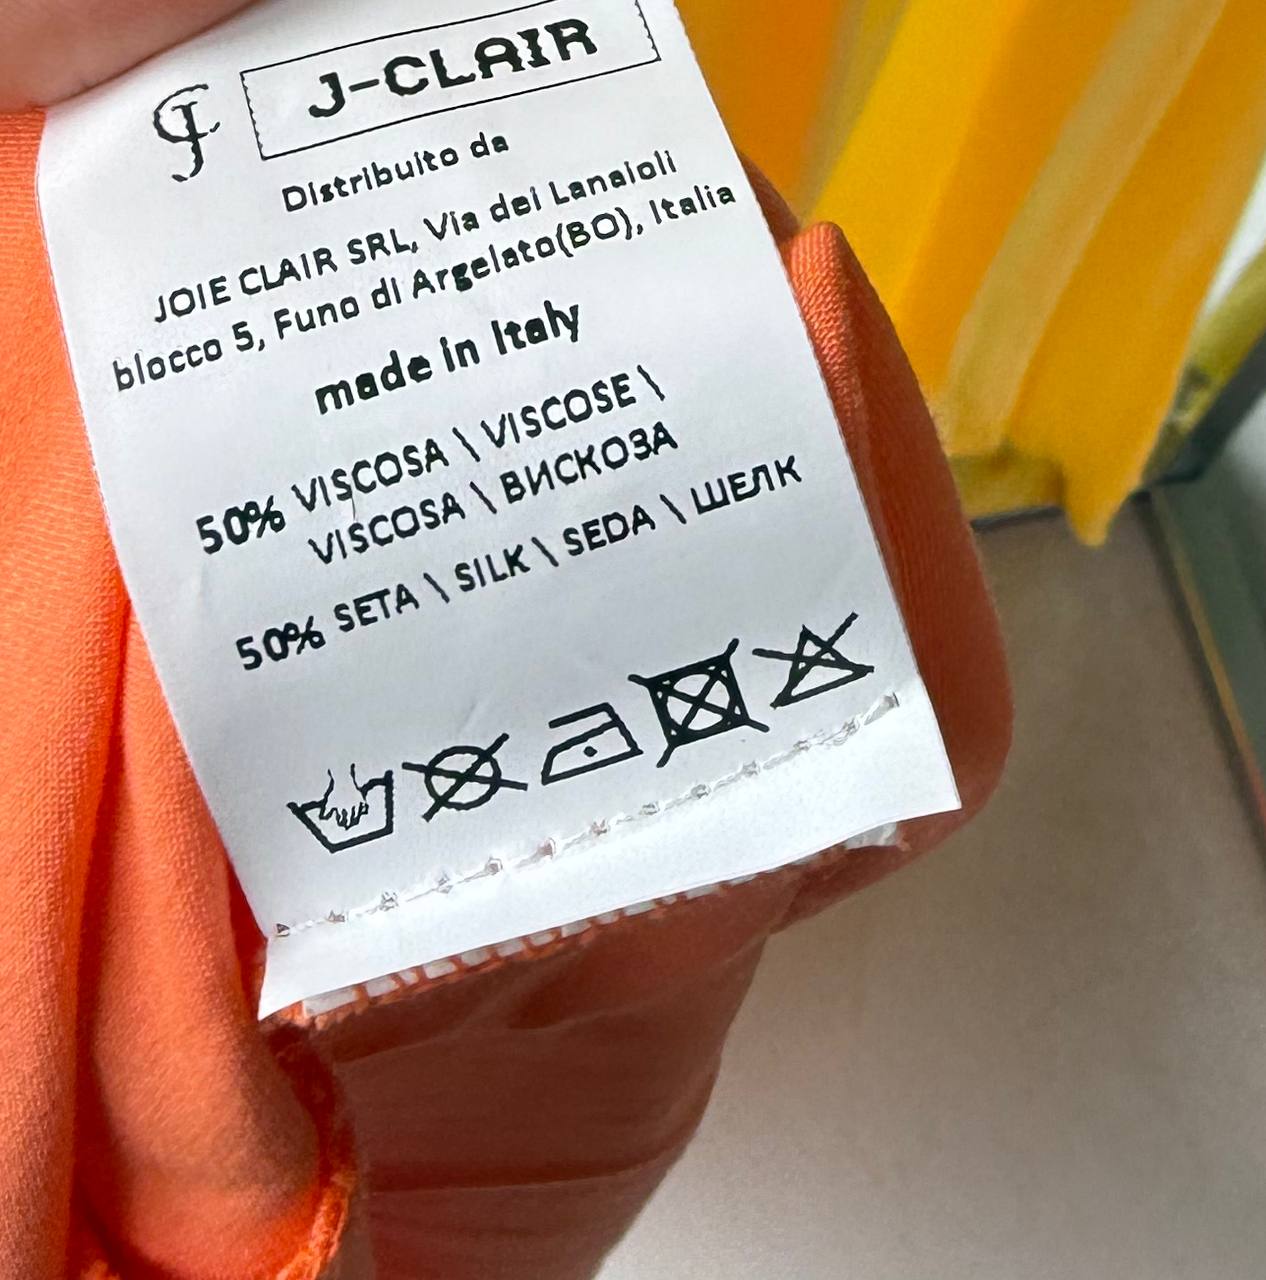 J-CLAIR
Distribuito da
JOIE CLAIR SRL, Via dei Lanaioli
blocco 5, Funo di Argelato(BO), Italia
made in Italy
50% VISCOSA \ VISCOSE \
VISCOSA \ ВИСКОЗА
50% SETA \ SILK \ SEDA \ ШЕЛК